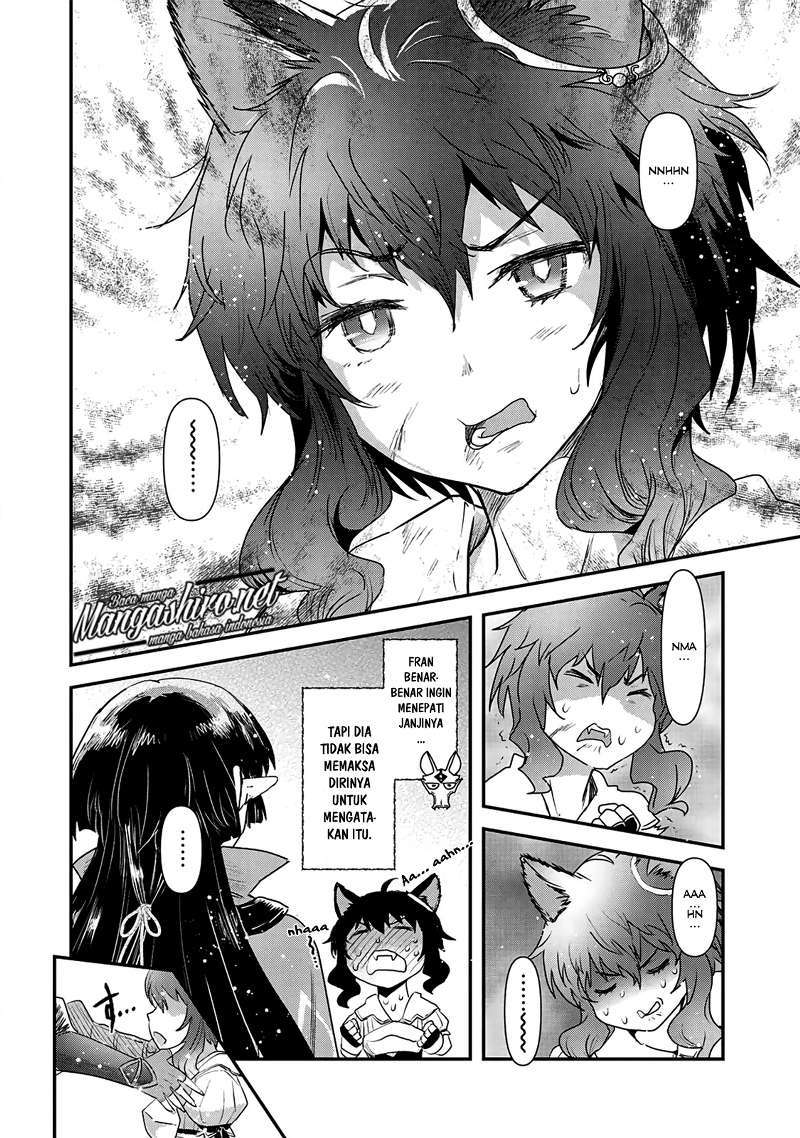 NNHN
...
Baca manga
Mangashiro.net
manga bahasa indonesia
NMA
...
AAA
HN
...
FRAN
BENAR-
BENAR INGIN
MENEPATI
JANJINYA
...
TAPI DIA
TIDAK BISA
MEMAKSA
DIRINYA
UNTUK
MENGATA-
KAN ITU.
Aa... aahn...
nhaaa
す...